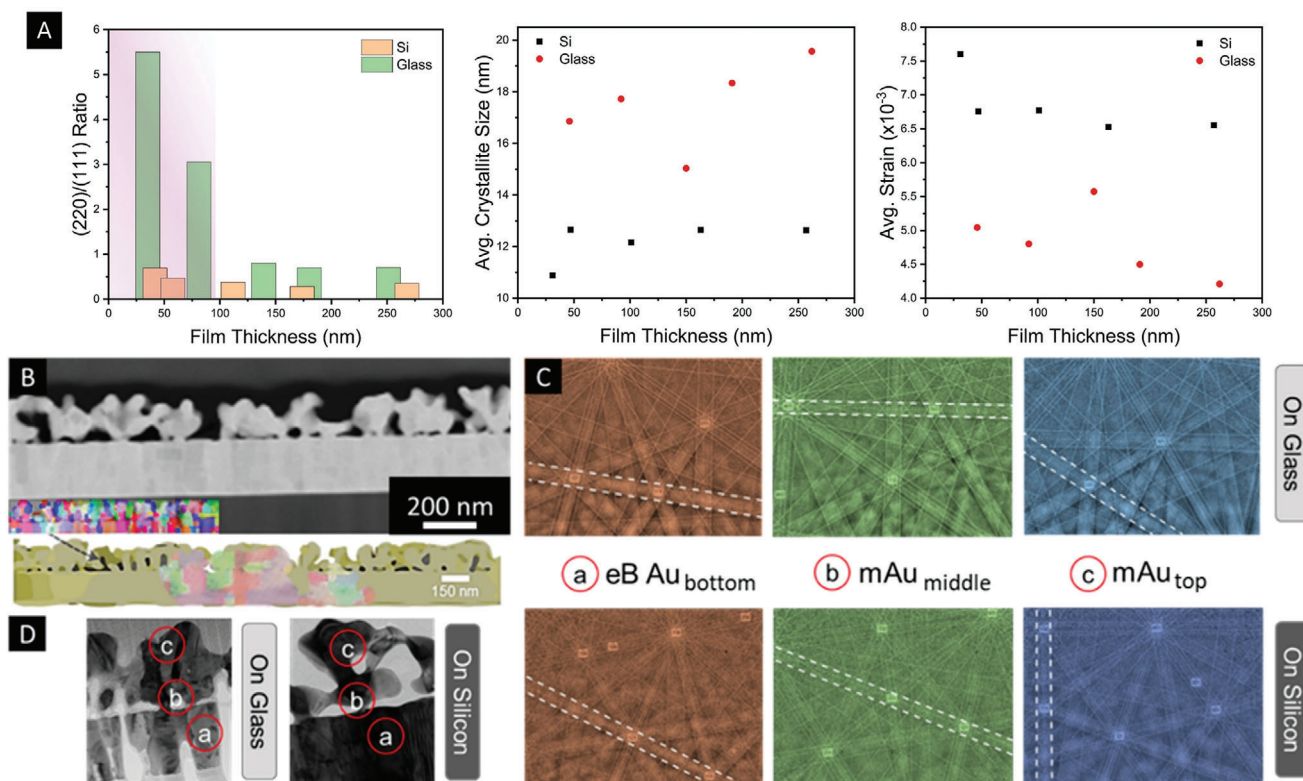 A
6
5
4
3
2
1
0
(220)/(111) Ratio
Si
Glass
0 50 100 150 200 250 300
Film Thickness (nm)
20
18
16
14
12
10
Avg. Crystallite Size (nm)
Si
Glass
0 50 100 150 200 250 300
Film Thickness (nm)
7.5
7.0
6.5
6.0
5.5
5.0
4.5
4.0
Avg. Strain (x10⁻³)
Si
Glass
0 50 100 150 200 250 300
Film Thickness (nm)
B
200 nm
150 nm
C
On Glass
a eB Au bottom
b mAu middle
c mAu top
On Silicon
D
c
b
a
On Glass
c
b
a
On Silicon